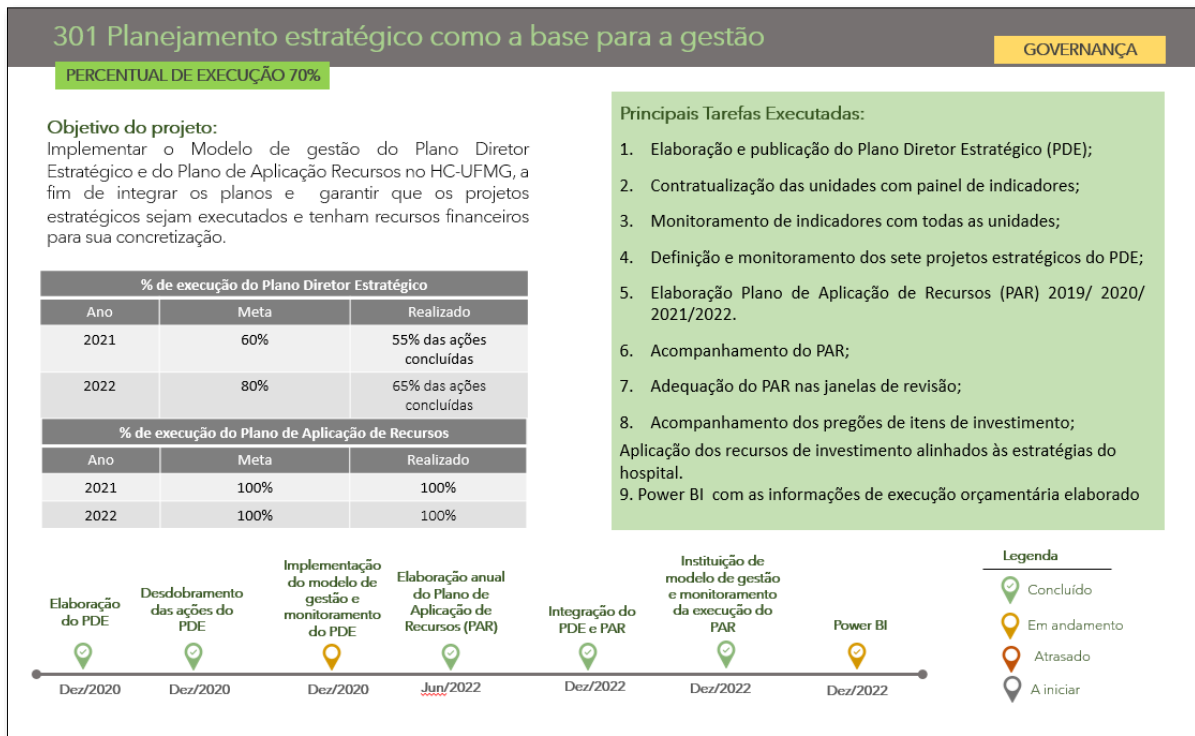 301 Planejamento estratégico como a base para a gestão
GOVERNANÇA
PERCENTUAL DE EXECUÇÃO 70%
Objetivo do projeto:
Implementar o Modelo de gestão do Plano Diretor
Estratégico e do Plano de Aplicação Recursos no HC-UFMG, a
fim de integrar os planos e garantir que os projetos
estratégicos sejam executados e tenham recursos financeiros
para sua concretização.
% de execução do Plano Diretor Estratégico
Ano Meta Realizado
2021 60% 55% das ações
concluídas
2022 80% 65% das ações
concluídas
% de execução do Plano de Aplicação de Recursos
Ano Meta Realizado
2021 100% 100%
2022 100% 100%
Principais Tarefas Executadas:
1. Elaboração e publicação do Plano Diretor Estratégico (PDE);
2. Contratualização das unidades com painel de indicadores;
3. Monitoramento de indicadores com todas as unidades;
4. Definição e monitoramento dos sete projetos estratégicos do PDE;
5. Elaboração Plano de Aplicação de Recursos (PAR) 2019/ 2020/
2021/2022.
6. Acompanhamento do PAR;
7. Adequação do PAR nas janelas de revisão;
8. Acompanhamento dos pregões de itens de investimento;
Aplicação dos recursos de investimento alinhados às estratégias do
hospital.
9. Power BI com as informações de execução orçamentária elaborado
Elaboração
do PDE
Dez/2020
Desdobramento
das ações do
PDE
Dez/2020
Implementação
do modelo de
gestão e
monitoramento
do PDE
Dez/2020
Elaboração anual
do Plano de
Aplicação de
Recursos (PAR)
Jun/2022
Integração do
PDE e PAR
Dez/2022
Instituição de
modelo de gestão
e monitoramento
da execução do
PAR
Dez/2022
Power BI
Dez/2022
Legenda
Concluído
Em andamento
Atrasado
A iniciar